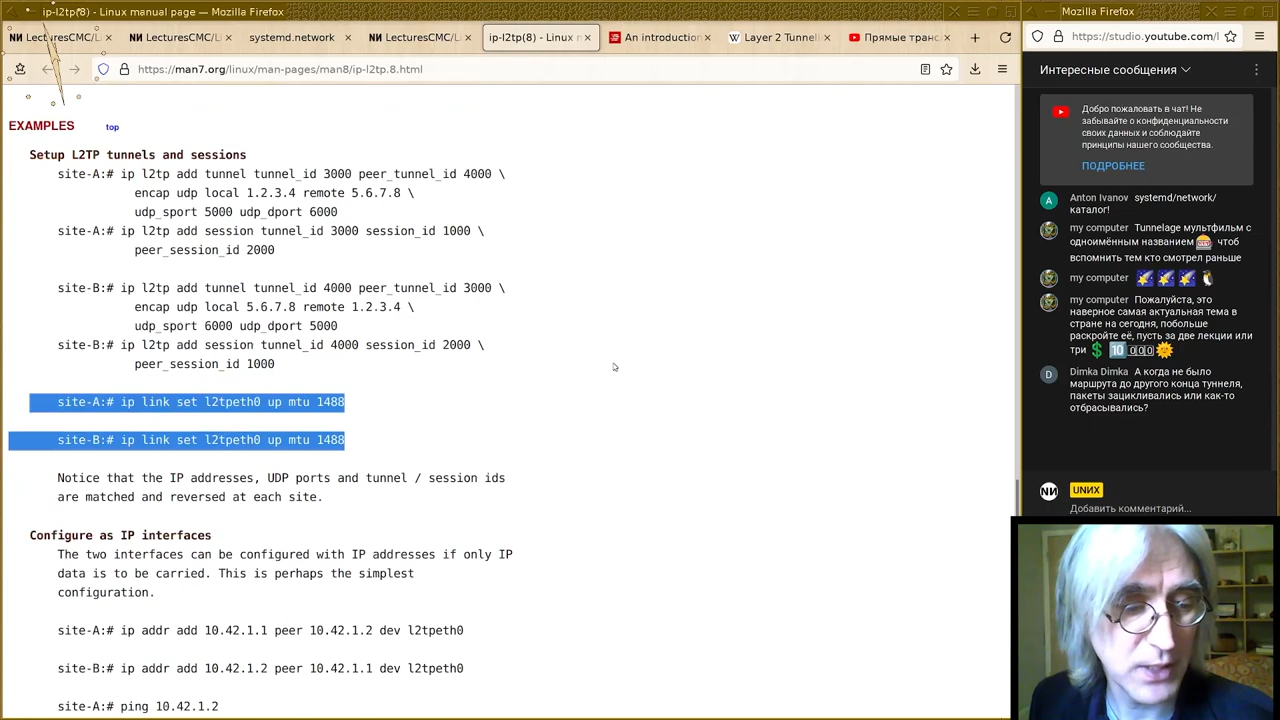 ip-l2tp(8) - Linux manual page — Mozilla Firefox
Mozilla Firefox
LecturesCMC/Li
LecturesCMC/Li
systemd.network
LecturesCMC/Li
ip-l2tp(8) - Linux m
An introduction
Layer 2 Tunneli
Прямые транс
https://studio.youtube.com/l
https://man7.org/linux/man-pages/man8/ip-l2tp.8.html
EXAMPLES top
Setup L2TP tunnels and sessions
site-A:# ip l2tp add tunnel tunnel_id 3000 peer_tunnel_id 4000 \
encap udp local 1.2.3.4 remote 5.6.7.8 \
udp_sport 5000 udp_dport 6000
site-A:# ip l2tp add session tunnel_id 3000 session_id 1000 \
peer_session_id 2000
site-B:# ip l2tp add tunnel tunnel_id 4000 peer_tunnel_id 3000 \
encap udp local 5.6.7.8 remote 1.2.3.4 \
udp_sport 6000 udp_dport 5000
site-B:# ip l2tp add session tunnel_id 4000 session_id 2000 \
peer_session_id 1000
site-A:# ip link set l2tpeth0 up mtu 1488
site-B:# ip link set l2tpeth0 up mtu 1488
Notice that the IP addresses, UDP ports and tunnel / session ids
are matched and reversed at each site.
Configure as IP interfaces
The two interfaces can be configured with IP addresses if only IP
data is to be carried. This is perhaps the simplest
configuration.
site-A:# ip addr add 10.42.1.1 peer 10.42.1.2 dev l2tpeth0
site-B:# ip addr add 10.42.1.2 peer 10.42.1.1 dev l2tpeth0
site-A:# ping 10.42.1.2
Интересные сообщения
Добро пожаловать в чат! Не
забывайте о конфиденциальности
своих данных и соблюдайте
принципы нашего сообщества.
ПОДРОБНЕЕ
A
Anton Ivanov systemd/network/
каталог!
my computer Tunnelage мультфильм с
одноимённым названием 🎰 чтоб
вспомнить тем кто смотрел раньше
my computer 🌠🌠🌠🐧
my computer Пожалуйста, это
наверное самая актуальная тема в
стране на сегодня, побольше
раскройте её, пусть за две лекции или
три 💲🔟0️⃣0️⃣0️⃣🌞
D
Dimka Dimka А когда не было
маршрута до другого конца туннеля,
пакеты зацикливались или как-то
отбрасывались?
NИ
UNИX
Добавить комментарий...